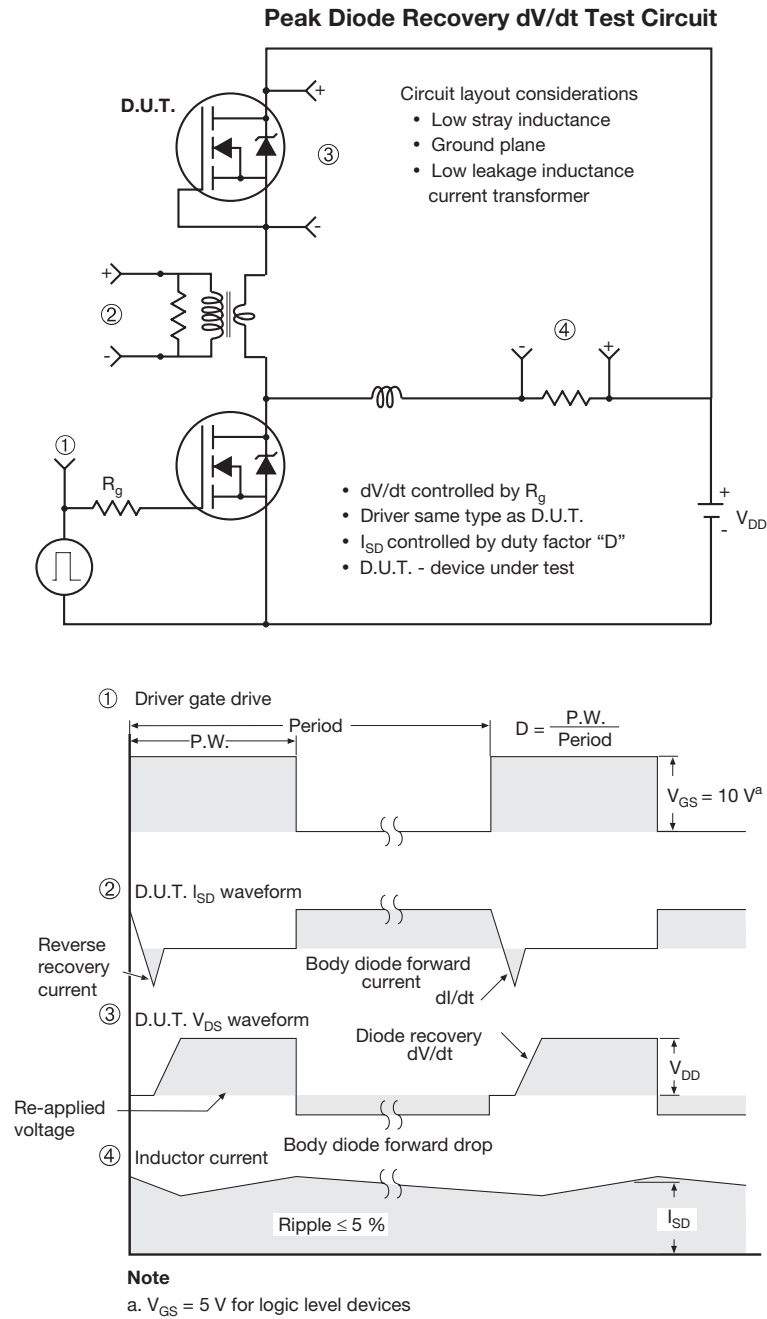 Peak Diode Recovery dV/dt Test Circuit
D.U.T.
+
Circuit layout considerations
• Low stray inductance
• Ground plane
• Low leakage inductance
current transformer
③
-
+
②
-
④
-
+
①
Rg
• dV/dt controlled by Rg
• Driver same type as D.U.T.
• ISD controlled by duty factor “D”
• D.U.T. - device under test
+
VDD
-
① Driver gate drive
Period
P.W.
D = P.W.
Period
VGS = 10 Va
② D.U.T. ISD waveform
Reverse
recovery
current
Body diode forward
current
dI/dt
③ D.U.T. VDS waveform
Diode recovery
dV/dt
VDD
Re-applied
voltage
Body diode forward drop
④ Inductor current
Ripple ≤ 5 %
ISD
Note
a. VGS = 5 V for logic level devices